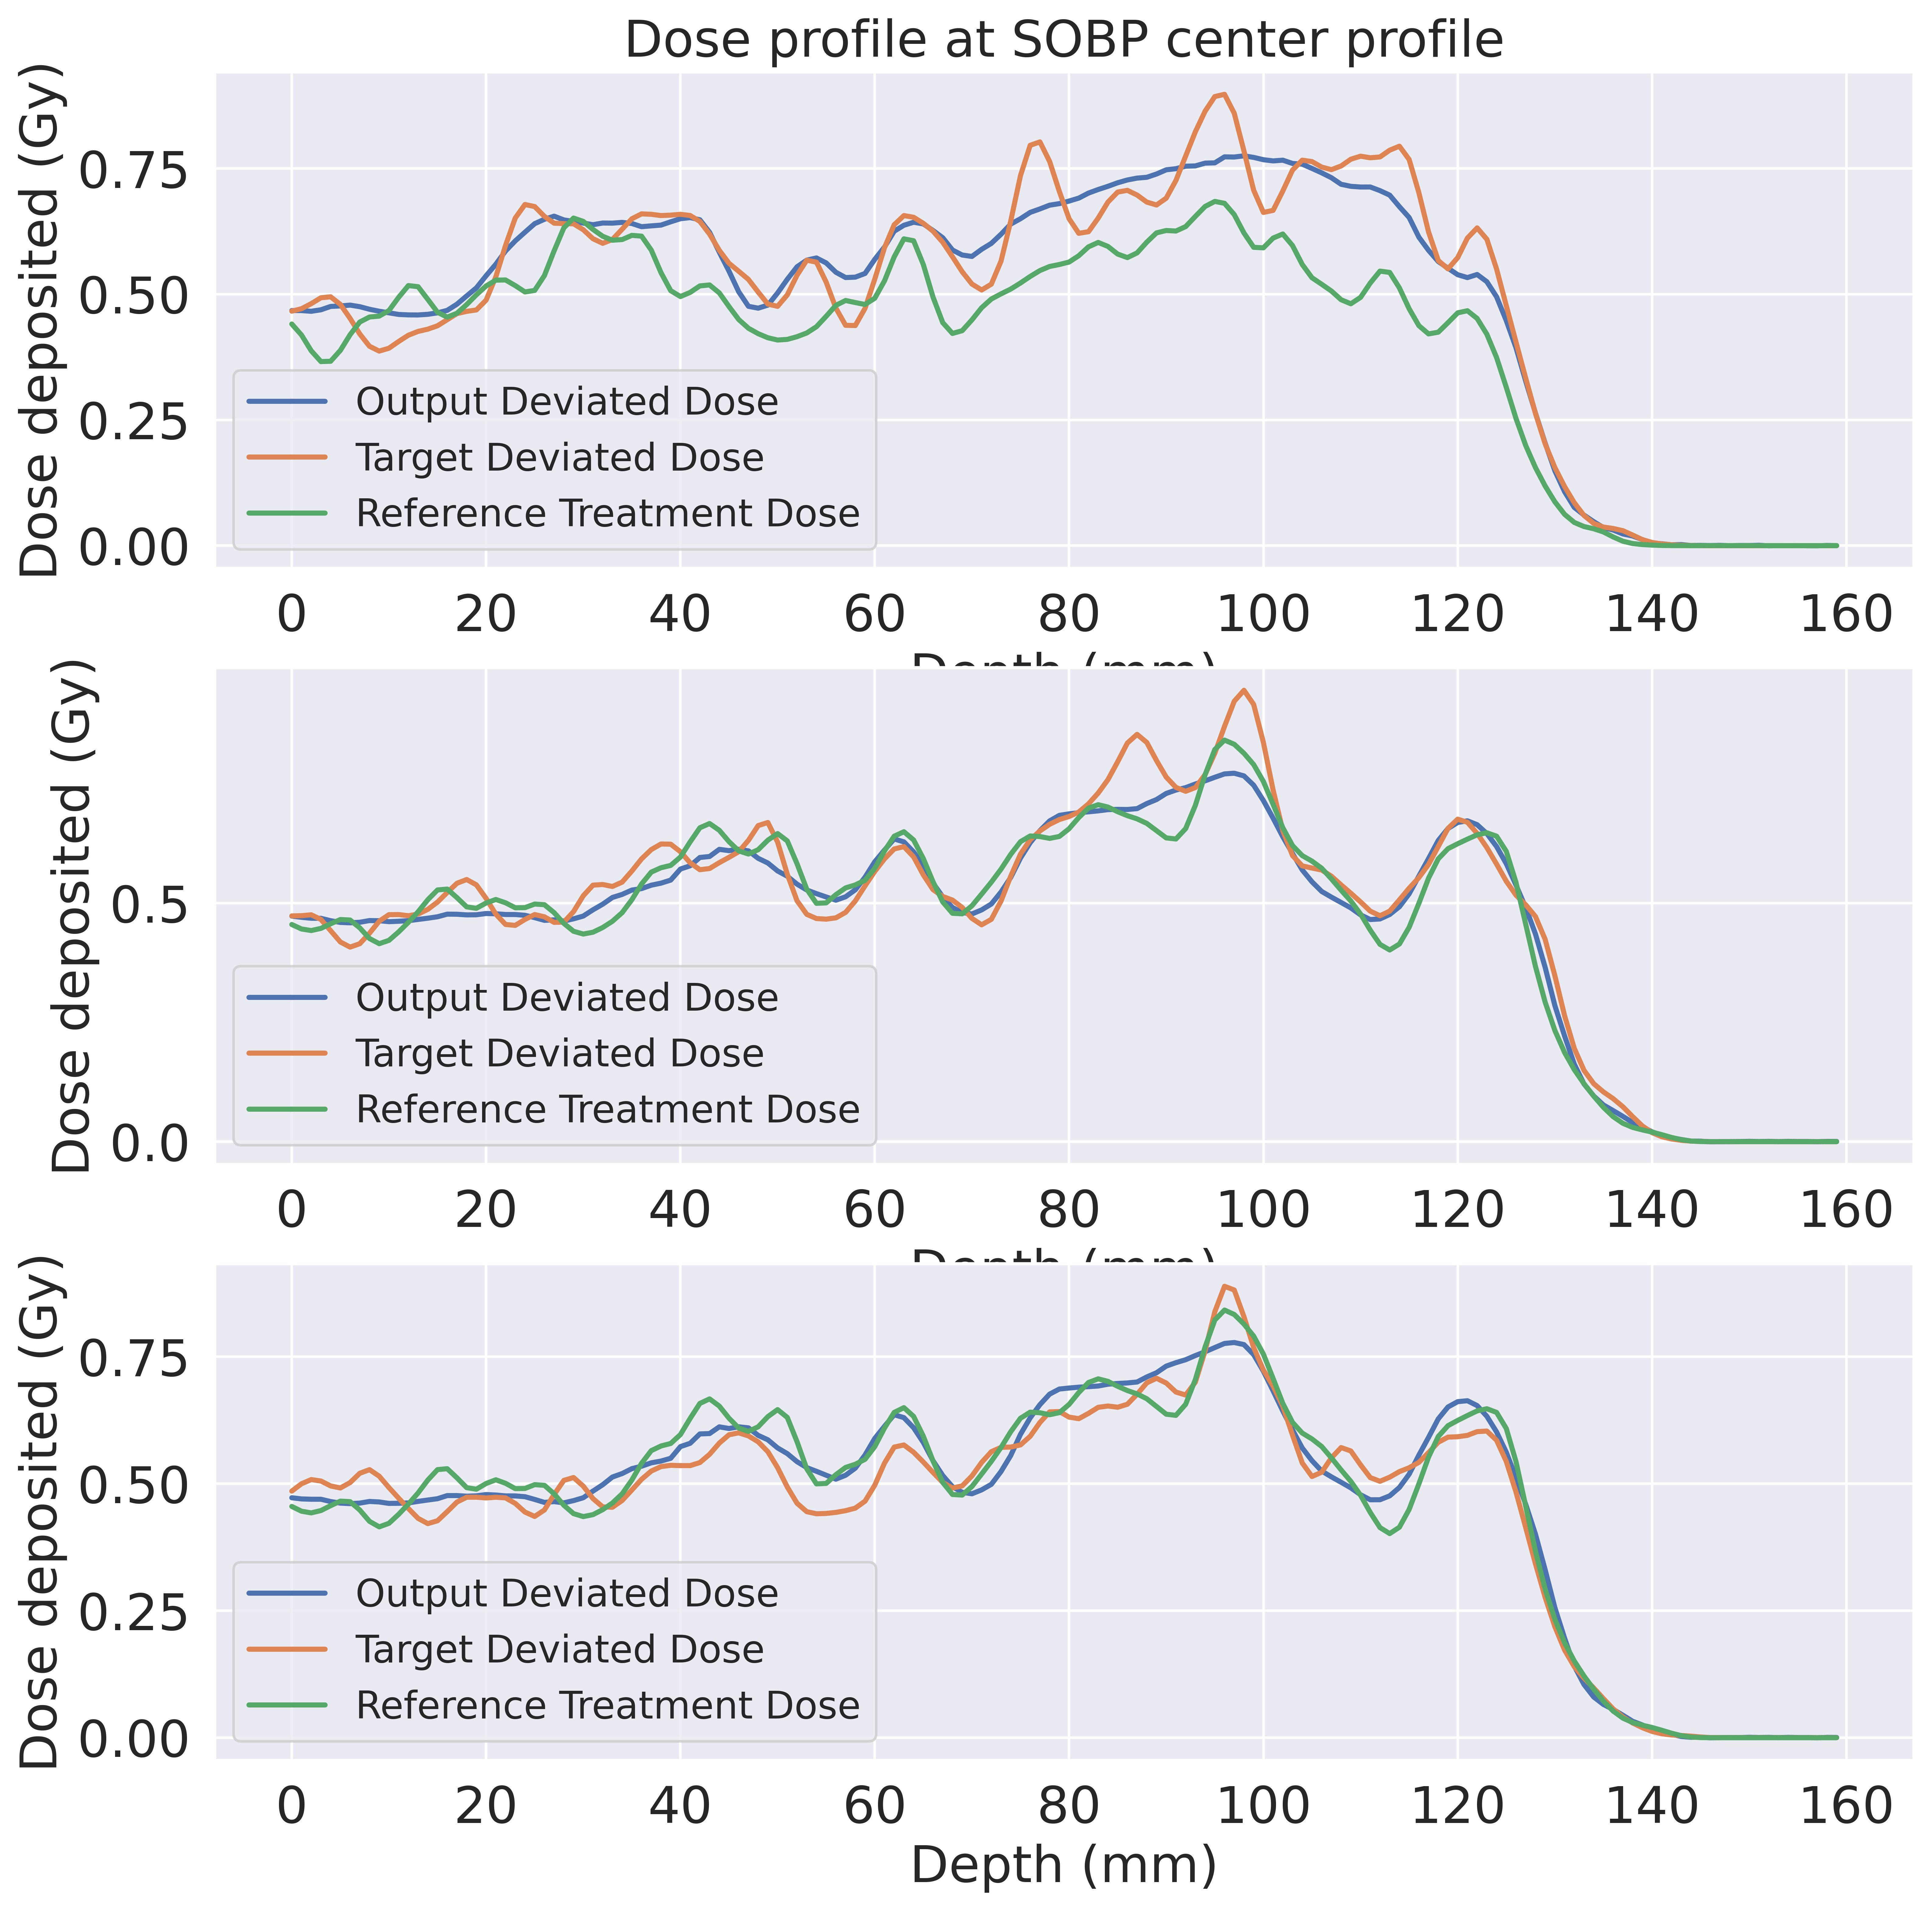 Dose profile at SOBP center profile
Dose deposited (Gy)
0.75
0.50
0.25
0.00
Output Deviated Dose
Target Deviated Dose
Reference Treatment Dose
0 20 40 60 80 100 120 140 160
Depth (mm)
Dose deposited (Gy)
0.5
0.0
Output Deviated Dose
Target Deviated Dose
Reference Treatment Dose
0 20 40 60 80 100 120 140 160
Depth (mm)
Dose deposited (Gy)
0.75
0.50
0.25
0.00
Output Deviated Dose
Target Deviated Dose
Reference Treatment Dose
0 20 40 60 80 100 120 140 160
Depth (mm)